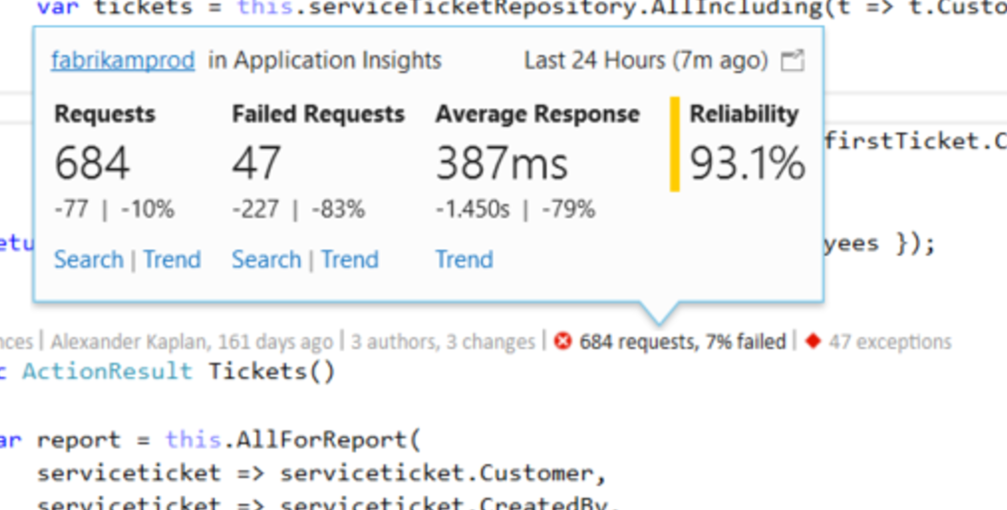 var tickets = this.serviceTicketRepository.AllIncluding(t => t.Custo
fabrikamprod in Application Insights Last 24 Hours (7m ago)
Requests Failed Requests Average Response Reliability
684 47 387ms 93.1%
-77 | -10% -227 | -83% -1.450s | -79%
Search | Trend Search | Trend Trend
firstTicket.C
etu yees });
nces | Alexander Kaplan, 161 days ago | 3 authors, 3 changes | 684 requests, 7% failed | 47 exceptions
c ActionResult Tickets()
ar report = this.AllForReport(
serviceticket => serviceticket.Customer,
serviceticket => serviceticket.CreatedBy,